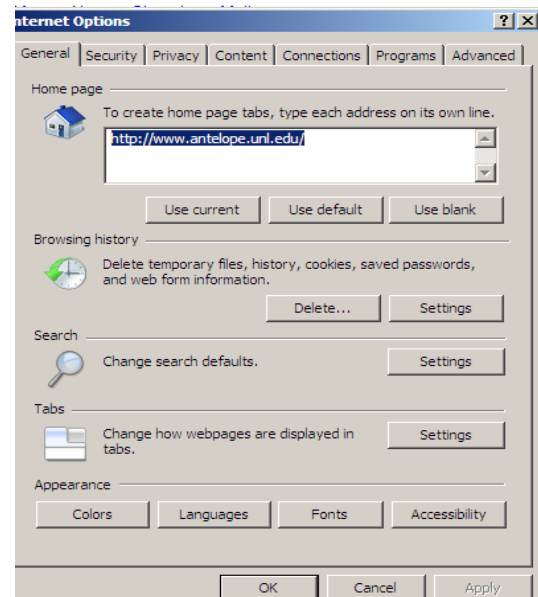 nternet Options
General Security Privacy Content Connections Programs Advanced
Home page
To create home page tabs, type each address on its own line.
http://www.antelope.unl.edu/
Use current Use default Use blank
Browsing history
Delete temporary files, history, cookies, saved passwords,
and web form information.
Delete... Settings
Search
Change search defaults. Settings
Tabs
Change how webpages are displayed in
tabs.
Settings
Appearance
Colors Languages Fonts Accessibility
OK Cancel Apply